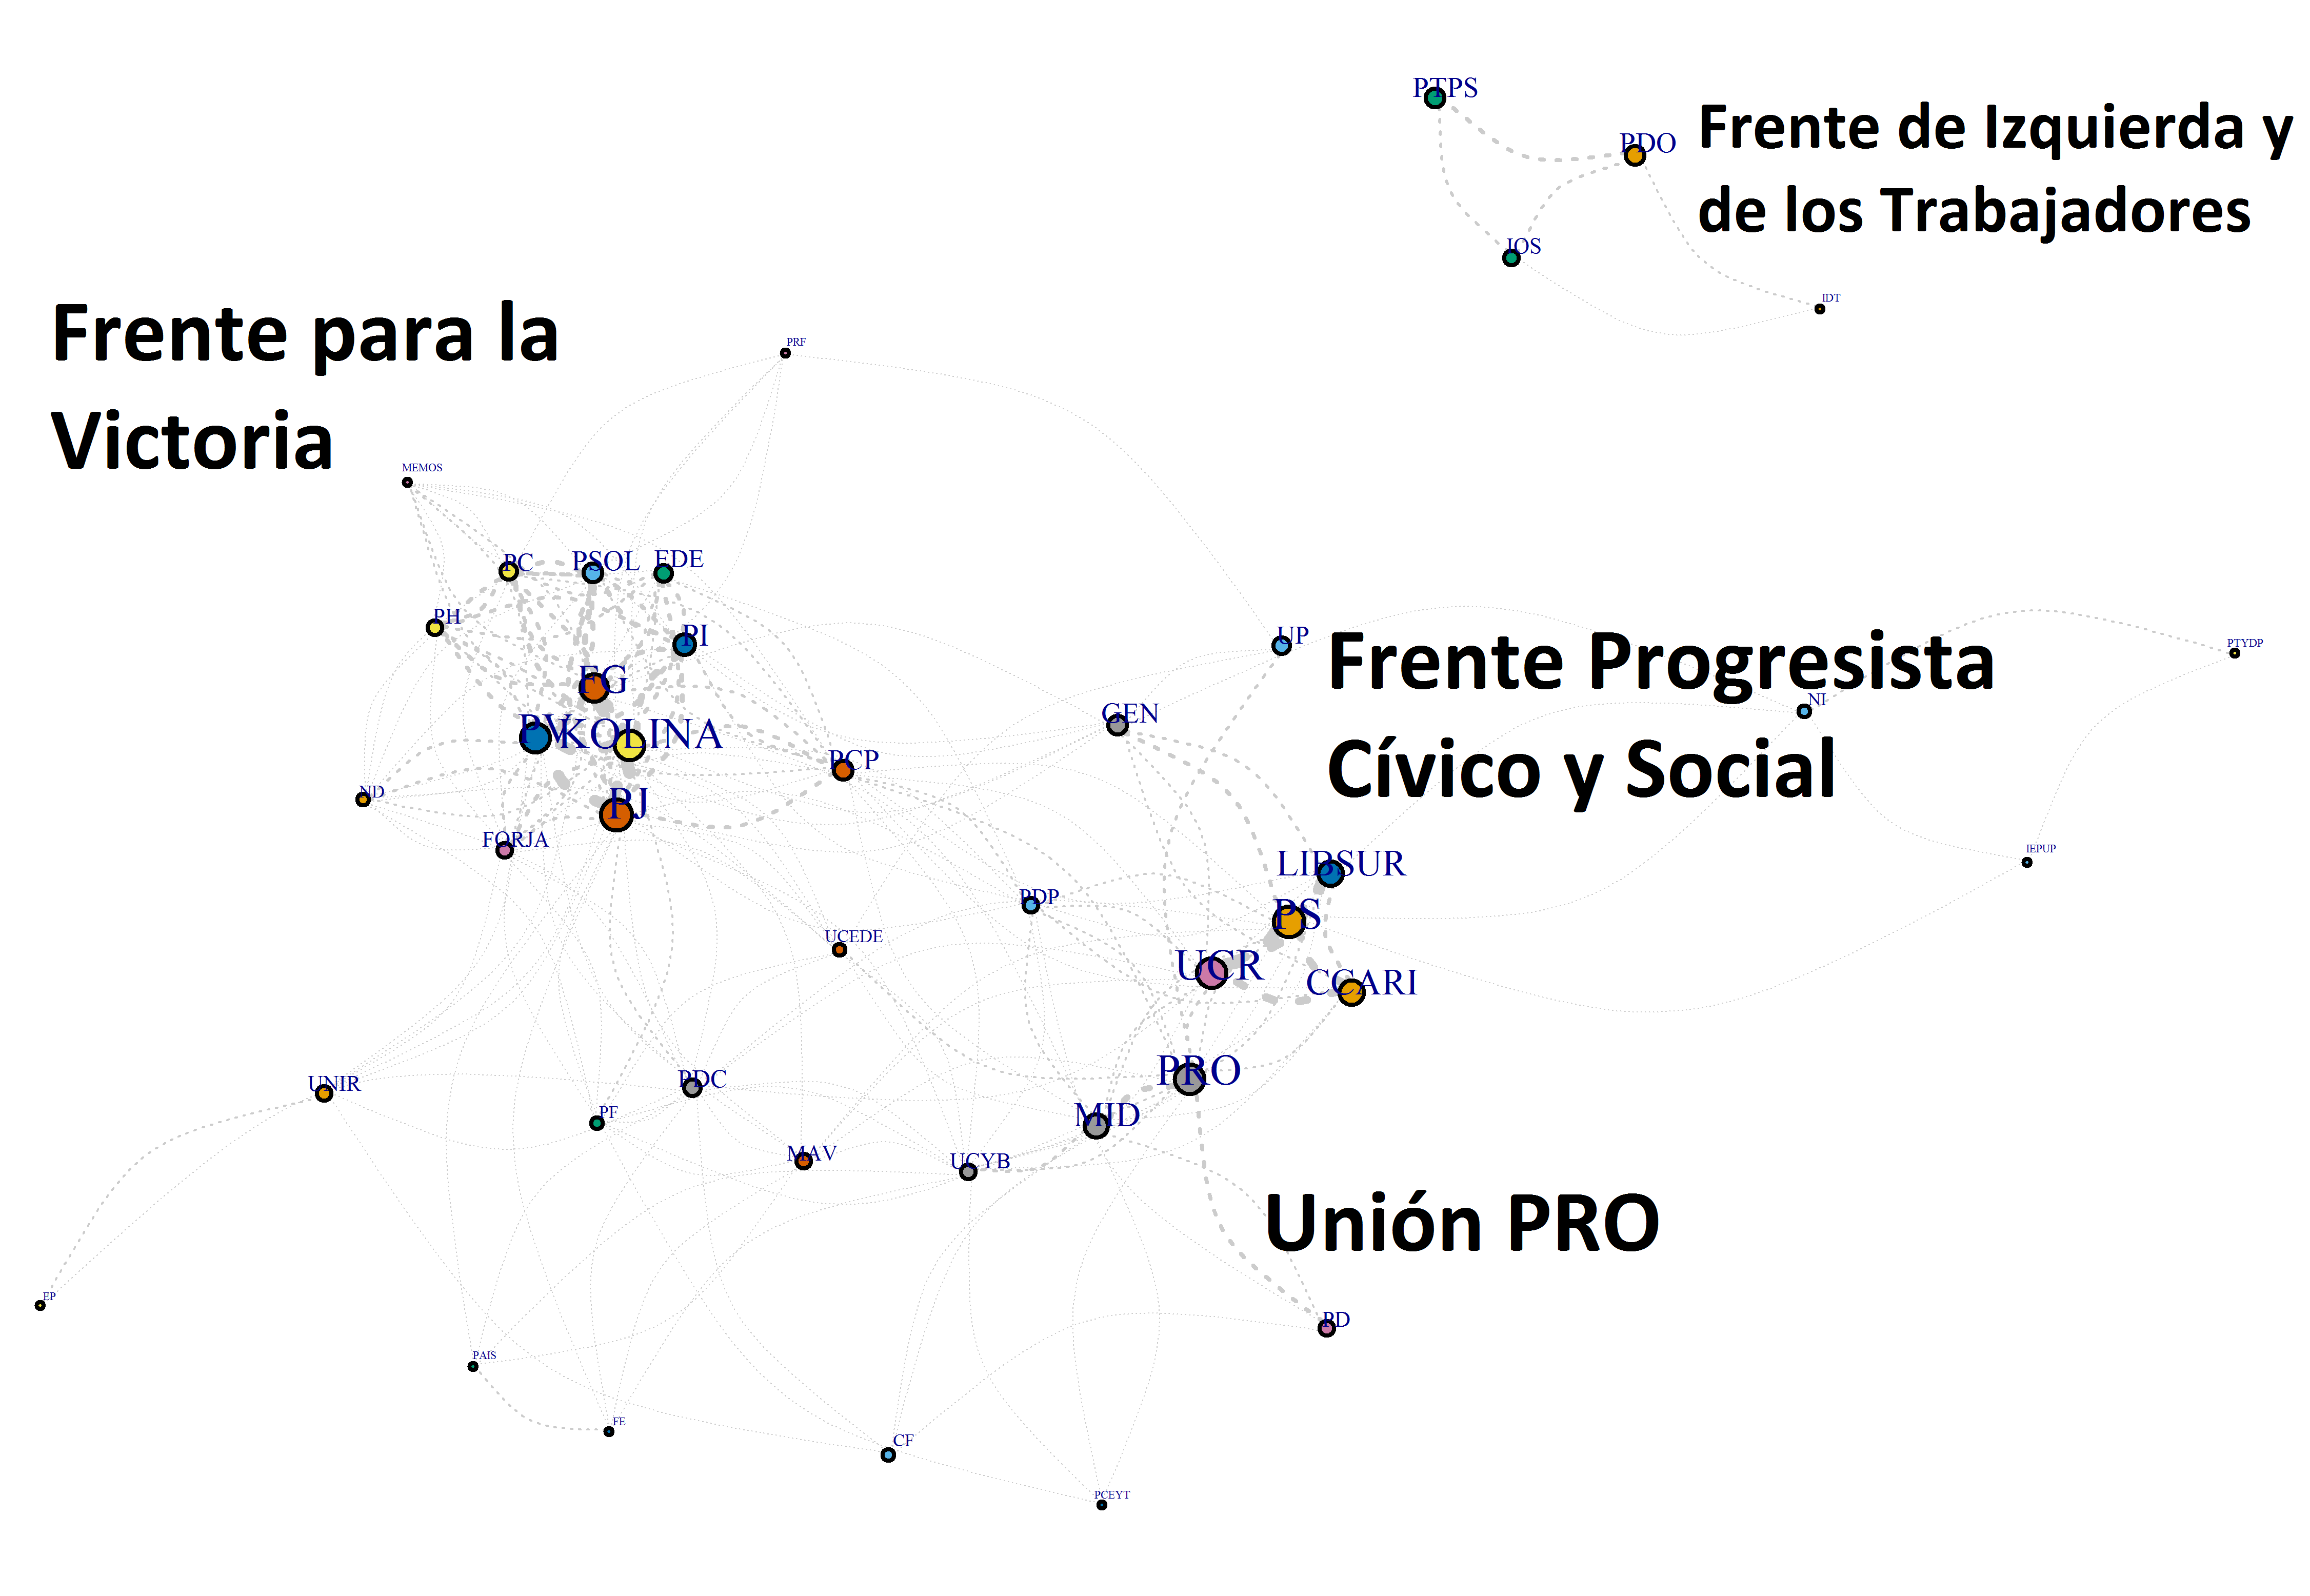 PTPS
PDO
Frente de Izquierda y
de los Trabajadores
IOS
IDT
Frente para la
Victoria
PRF
MEMOS
PC
PSOL
EDE
PH
PI
UP
Frente Progresista
Cívico y Social
PTYDP
NI
FG
GEN
PV
KOLINA
PCP
ND
PJ
FORJA
IEPUP
LIBSUR
PDP
PS
UCEDE
UCR
CCARI
PRO
UNIR
PDC
PF
MID
MAV
UCYB
Unión PRO
EP
PD
PAIS
FE
CF
PCEYT